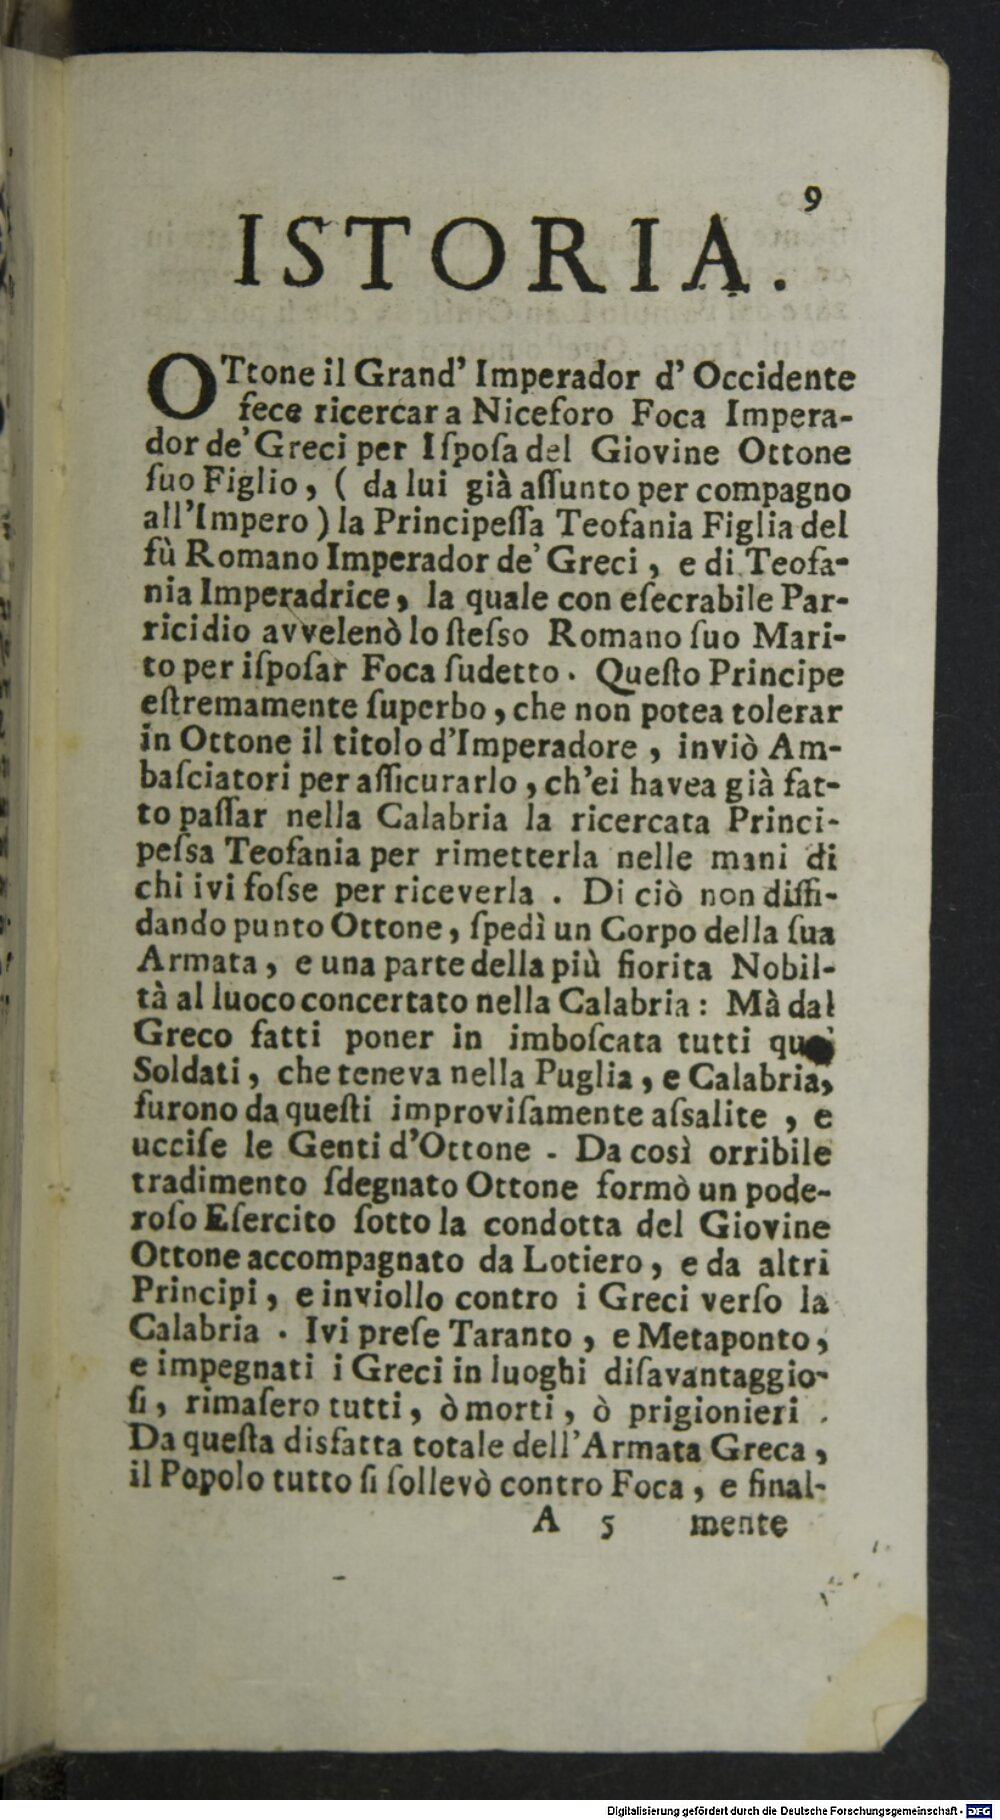 9
ISTORIA.
OTtone il Grand' Imperador d' Occidente
fece ricercar a Niceforo Foca Impera-
dor de' Greci per Iſpoſa del Giovine Ottone
ſuo Figlio, ( da lui già aſſunto per compagno
all'Impero ) la Principeſſa Teofania Figlia del
fù Romano Imperador de' Greci, e di Teofa-
nia Imperadrice, la quale con eſecrabile Par-
ricidio avvelenò lo ſteſso Romano ſuo Mari-
to per iſpoſar Foca ſudetto. Queſto Principe
eſtremamente ſuperbo, che non potea tolerar
in Ottone il titolo d'Imperadore, inviò Am-
baſciatori per aſſicurarlo, ch'ei havea già fat-
to paſſar nella Calabria la ricercata Princi-
peſsa Teofania per rimetterla nelle mani di
chi ivi foſse per riceverla. Di ciò non diffi-
dando punto Ottone, ſpedì un Corpo della ſua
Armata, e una parte della più fiorita Nobil-
tà al luoco concertato nella Calabria: Mà dal
Greco fatti poner in imboſcata tutti que'
Soldati, che teneva nella Puglia, e Calabria,
furono da queſti improviſamente aſsalite, e
ucciſe le Genti d'Ottone. Da così orribile
tradimento ſdegnato Ottone formò un pode-
roſo Eſercito ſotto la condotta del Giovine
Ottone accompagnato da Lotiero, e da altri
Principi, e inviollo contro i Greci verſo la
Calabria. Ivi preſe Taranto, e Metaponto,
e impegnati i Greci in luoghi diſavantaggio-
ſi, rimaſero tutti, ò morti, ò prigionieri.
Da queſta disfatta totale dell'Armata Greca,
il Popolo tutto ſi ſollevò contro Foca, e final-
A 5 mente
Digitalisierung gefördert durch die Deutsche Forschungsgemeinschaft - DFG